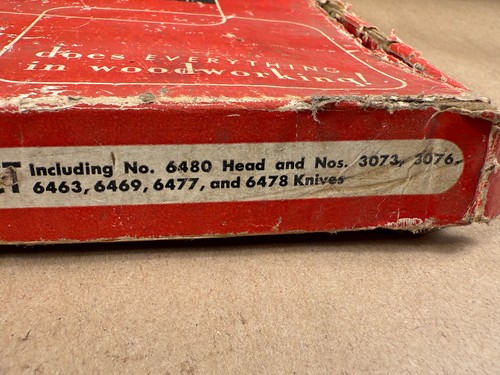 does EVERYTHING
in woodworking!
T Including No. 6480 Head and Nos. 3073, 3076,
6463, 6469, 6477, and 6478 Knives